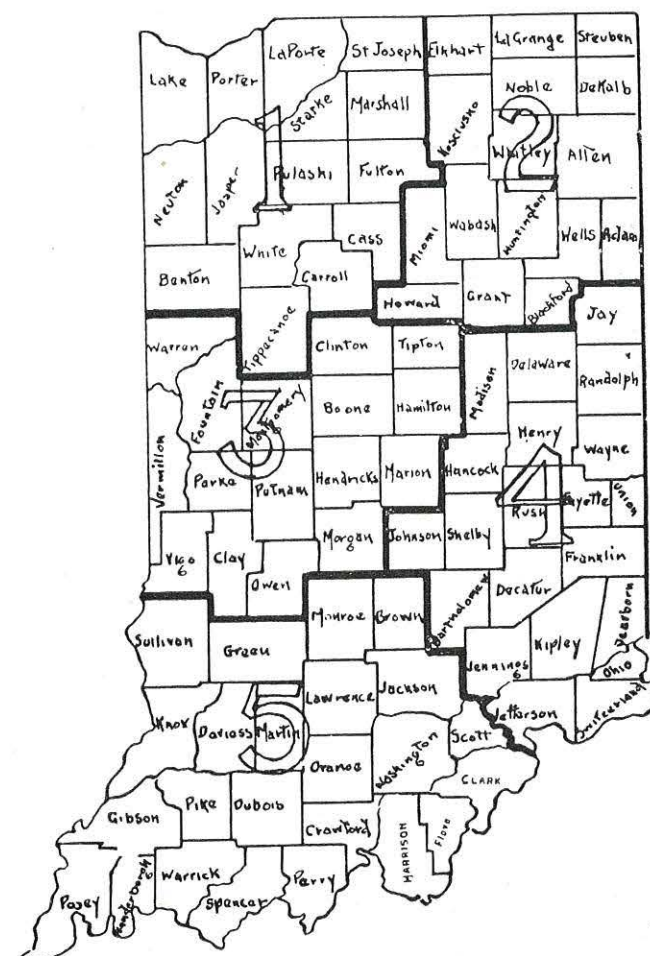 LaPorte St Joseph Elkhart LaGrange Steuben
Lake Porter Starke Marshall Kosciusko Noble DeKalb
1 2
Whitley Allen
Newton Jasper Pulaski Fulton
Miami Wabash Huntington Wells Adams
White Cass
Benton Carroll
Howard Grant Blackford
Jay
Warren Tippecanoe Clinton Tipton
Madison Delaware Randolph
Fountain Montgomery Boone Hamilton
3
Henry Wayne
Vermillon Parke Putnam Hendricks Marion Hancock
4
Rush Fayette Union
Vigo Clay Owen Morgan Johnson Shelby
Franklin
Decatur
Sullivan Greeu Monroe Brown Bartholomew
Ripley Dearborn
Jennings Ohio
Lawrence Jackson
5
Knox Daviess Martin
Jefferson Switzerland
Orange Washington Scott
CLARK
Gibson Pike Dubois Crawford
HARRISON Floyd
Posey Vanderburgh Warrick Spencer Perry